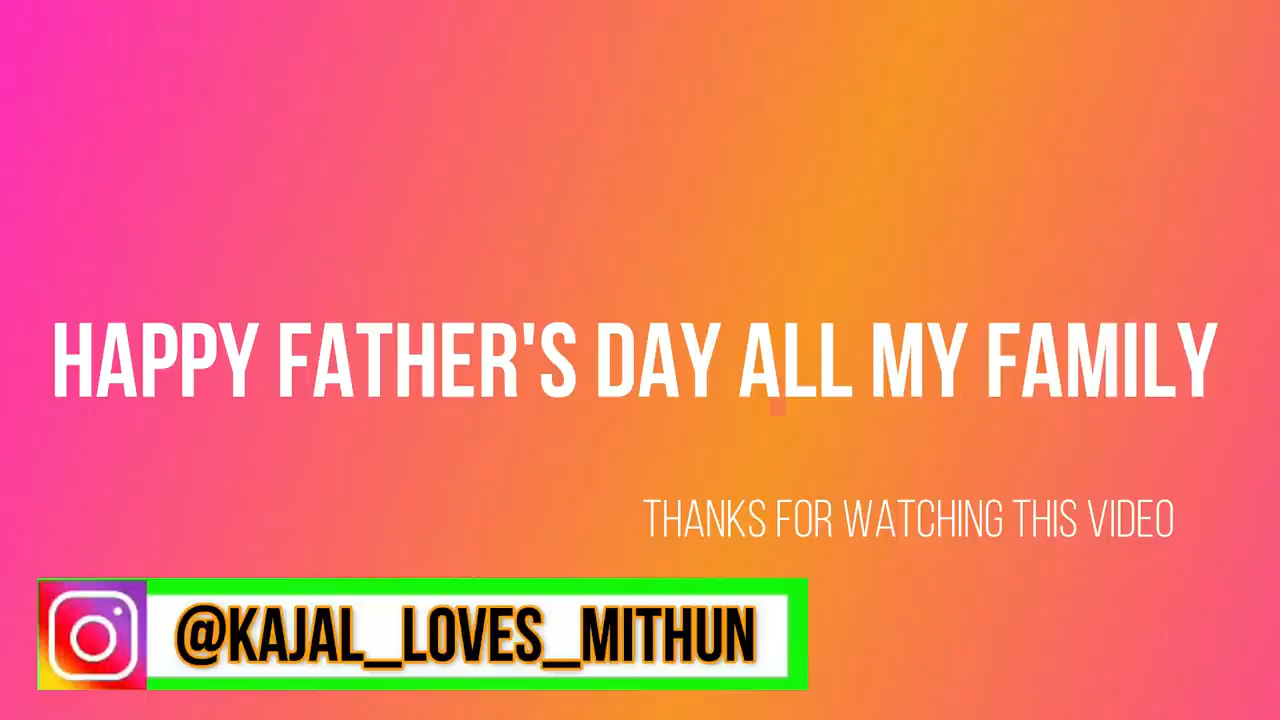 HAPPY FATHER'S DAY ALL MY FAMILY
THANKS FOR WATCHING THIS VIDEO
@KAJAL_LOVES_MITHUN